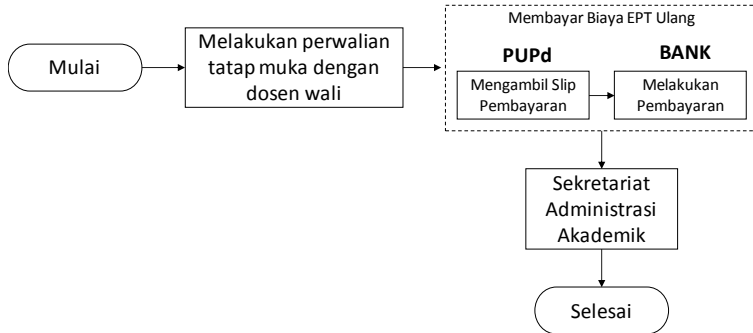 Mulai
Melakukan perwalian
tatap muka dengan
dosen wali
Membayar Biaya EPT Ulang
PUPd
Mengambil Slip
Pembayaran
BANK
Melakukan
Pembayaran
Sekretariat
Administrasi
Akademik
Selesai